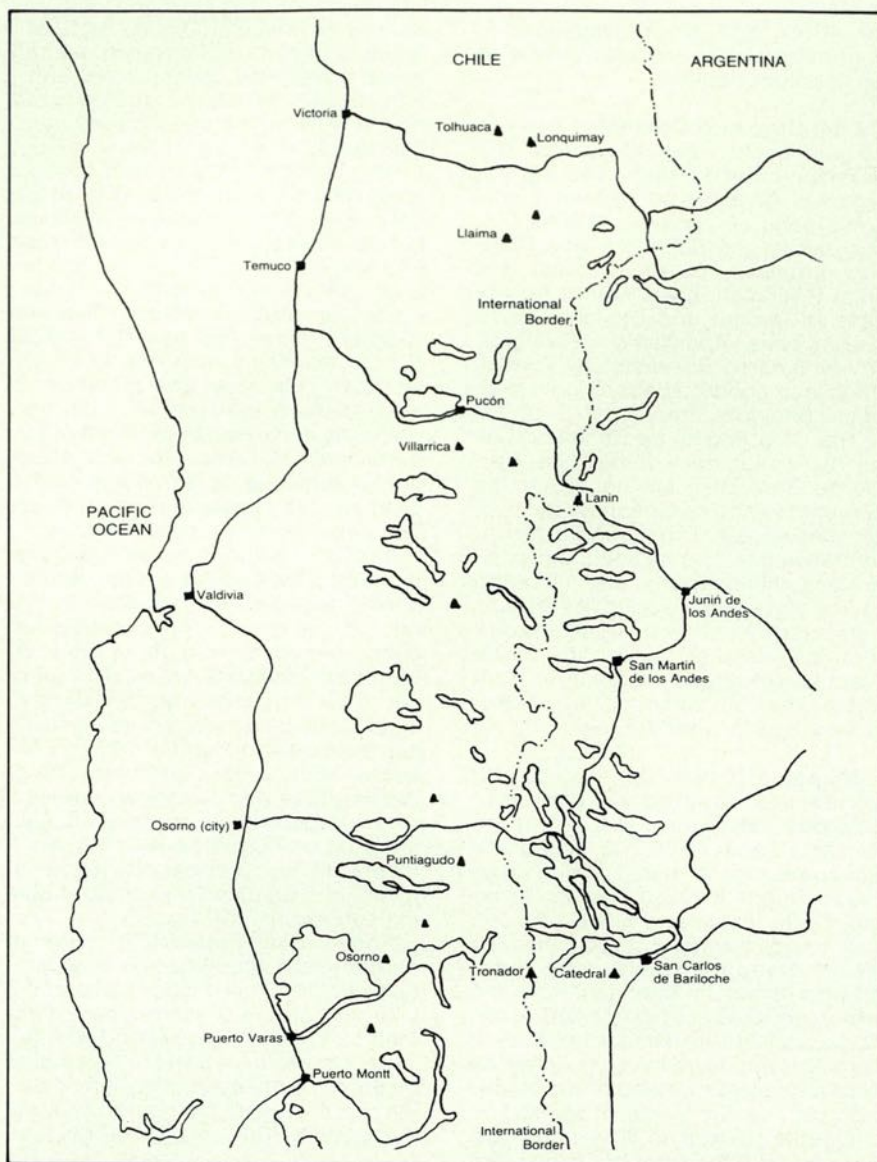 CHILE
ARGENTINA
Victoria
Tolhuaca
Lonquimay
Llaima
Temuco
International
Border
Pucón
Villarrica
Lanin
PACIFIC
OCEAN
Valdivia
Juniń de
los Andes
San Martiń
de los Andes
Osorno (city)
Puntiagudo
Osorno
Tronador
Catedral
San Carlos
de Bariloche
Puerto Varas
Puerto Montt
International
Border